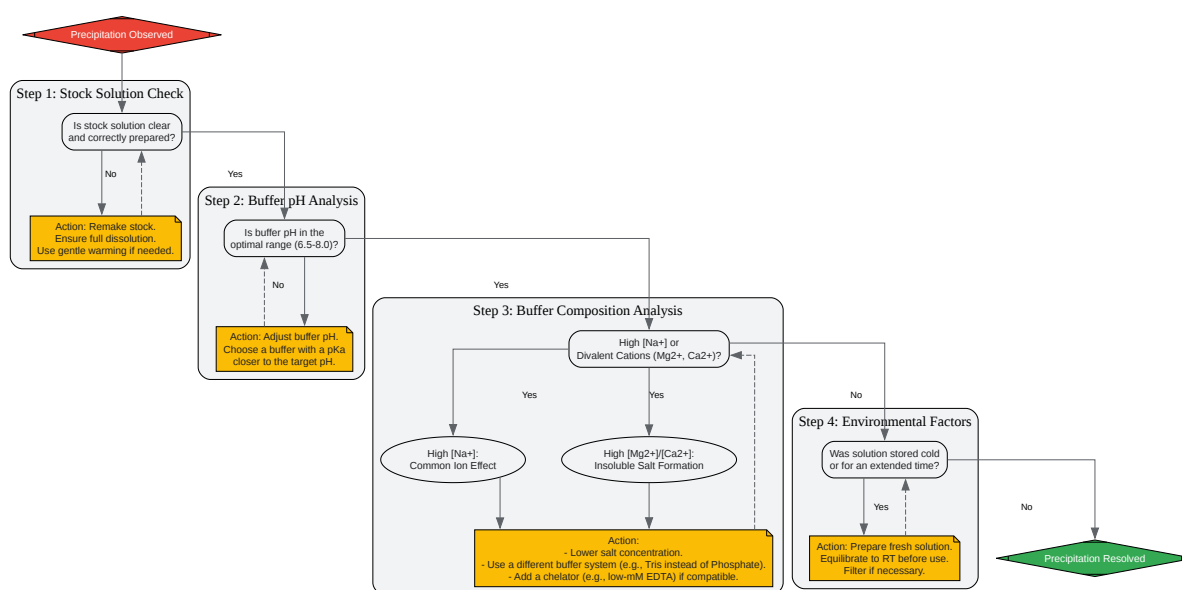 Precipitation Observed
Step 1: Stock Solution Check
Is stock solution clear
and correctly prepared?
No
Yes
Action: Remake stock.
Ensure full dissolution.
Use gentle warming if needed.
Step 2: Buffer pH Analysis
Is buffer pH in the
optimal range (6.5-8.0)?
No
Yes
Action: Adjust buffer pH.
Choose a buffer with a pKa
closer to the target pH.
Step 3: Buffer Composition Analysis
High [Na+] or
Divalent Cations (Mg2+, Ca2+)?
Yes
Yes
No
High [Na+]:
Common Ion Effect
High [Mg2+]/[Ca2+]:
Insoluble Salt Formation
Action:
- Lower salt concentration.
- Use a different buffer system (e.g., Tris instead of Phosphate).
- Add a chelator (e.g., low-mM EDTA) if compatible.
Step 4: Environmental Factors
Was solution stored cold
or for an extended time?
Yes
No
Action: Prepare fresh solution.
Equilibrate to RT before use.
Filter if necessary.
Precipitation Resolved